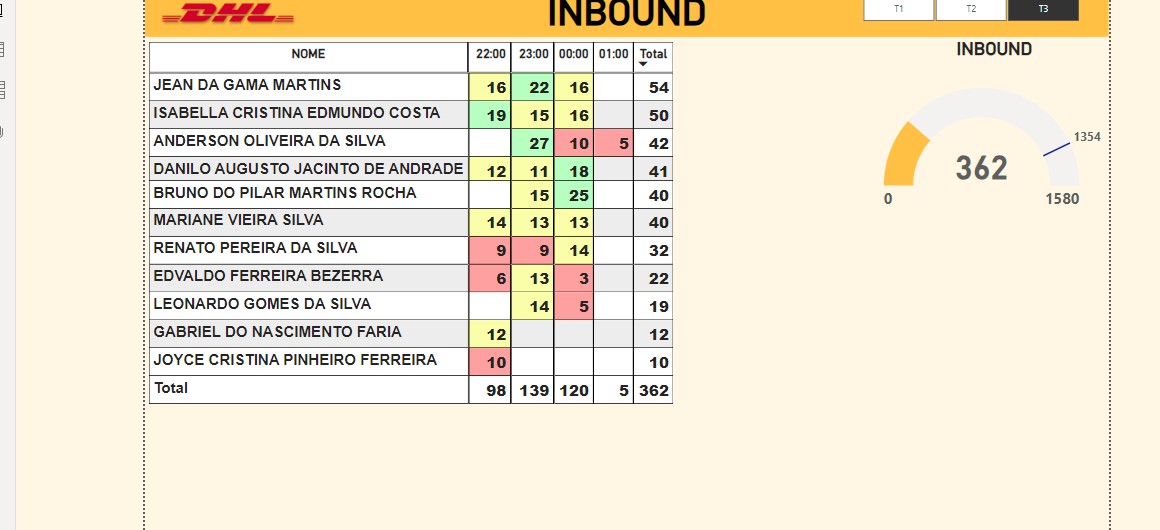 DHL
INBOUND
T1 T2 T3
NOME 22:00 23:00 00:00 01:00 Total
JEAN DA GAMA MARTINS 16 22 16 54
ISABELLA CRISTINA EDMUNDO COSTA 19 15 16 50
ANDERSON OLIVEIRA DA SILVA 27 10 5 42
DANILO AUGUSTO JACINTO DE ANDRADE 12 11 18 41
BRUNO DO PILAR MARTINS ROCHA 15 25 40
MARIANE VIEIRA SILVA 14 13 13 40
RENATO PEREIRA DA SILVA 9 9 14 32
EDVALDO FERREIRA BEZERRA 6 13 3 22
LEONARDO GOMES DA SILVA 14 5 19
GABRIEL DO NASCIMENTO FARIA 12 12
JOYCE CRISTINA PINHEIRO FERREIRA 10 10
Total 98 139 120 5 362
INBOUND
1354
362
0 1580